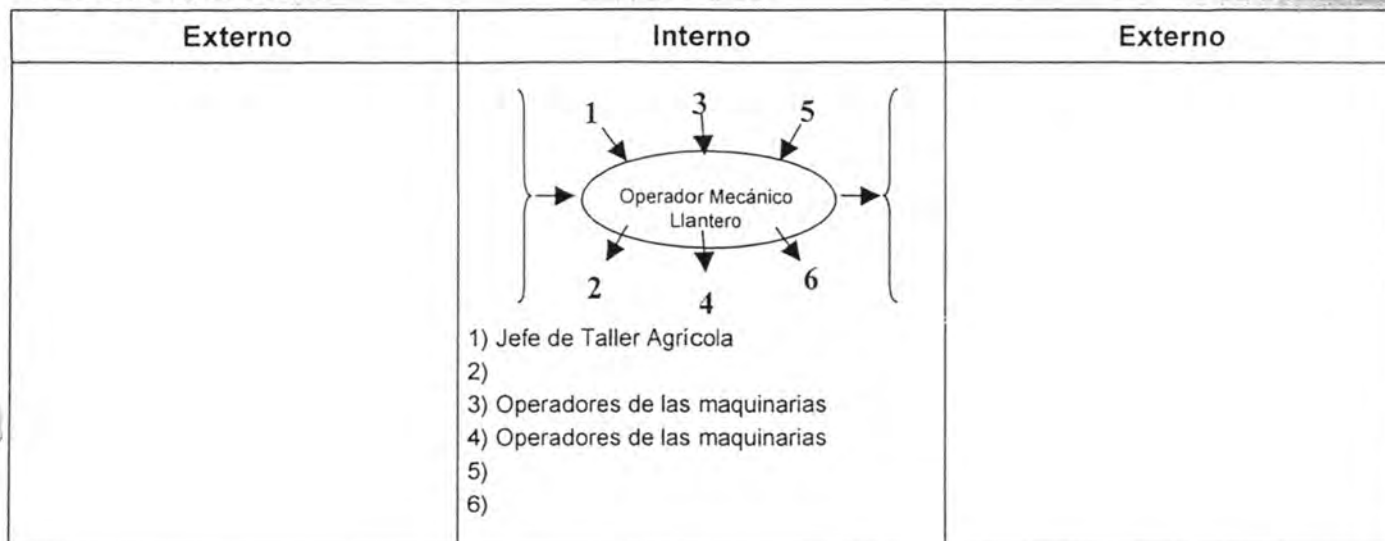 Externo
Interno
Externo
1
3
5
Operador Mecánico
Llantero
2
4
6
1) Jefe de Taller Agrícola
2)
3) Operadores de las maquinarias
4) Operadores de las maquinarias
5)
6)